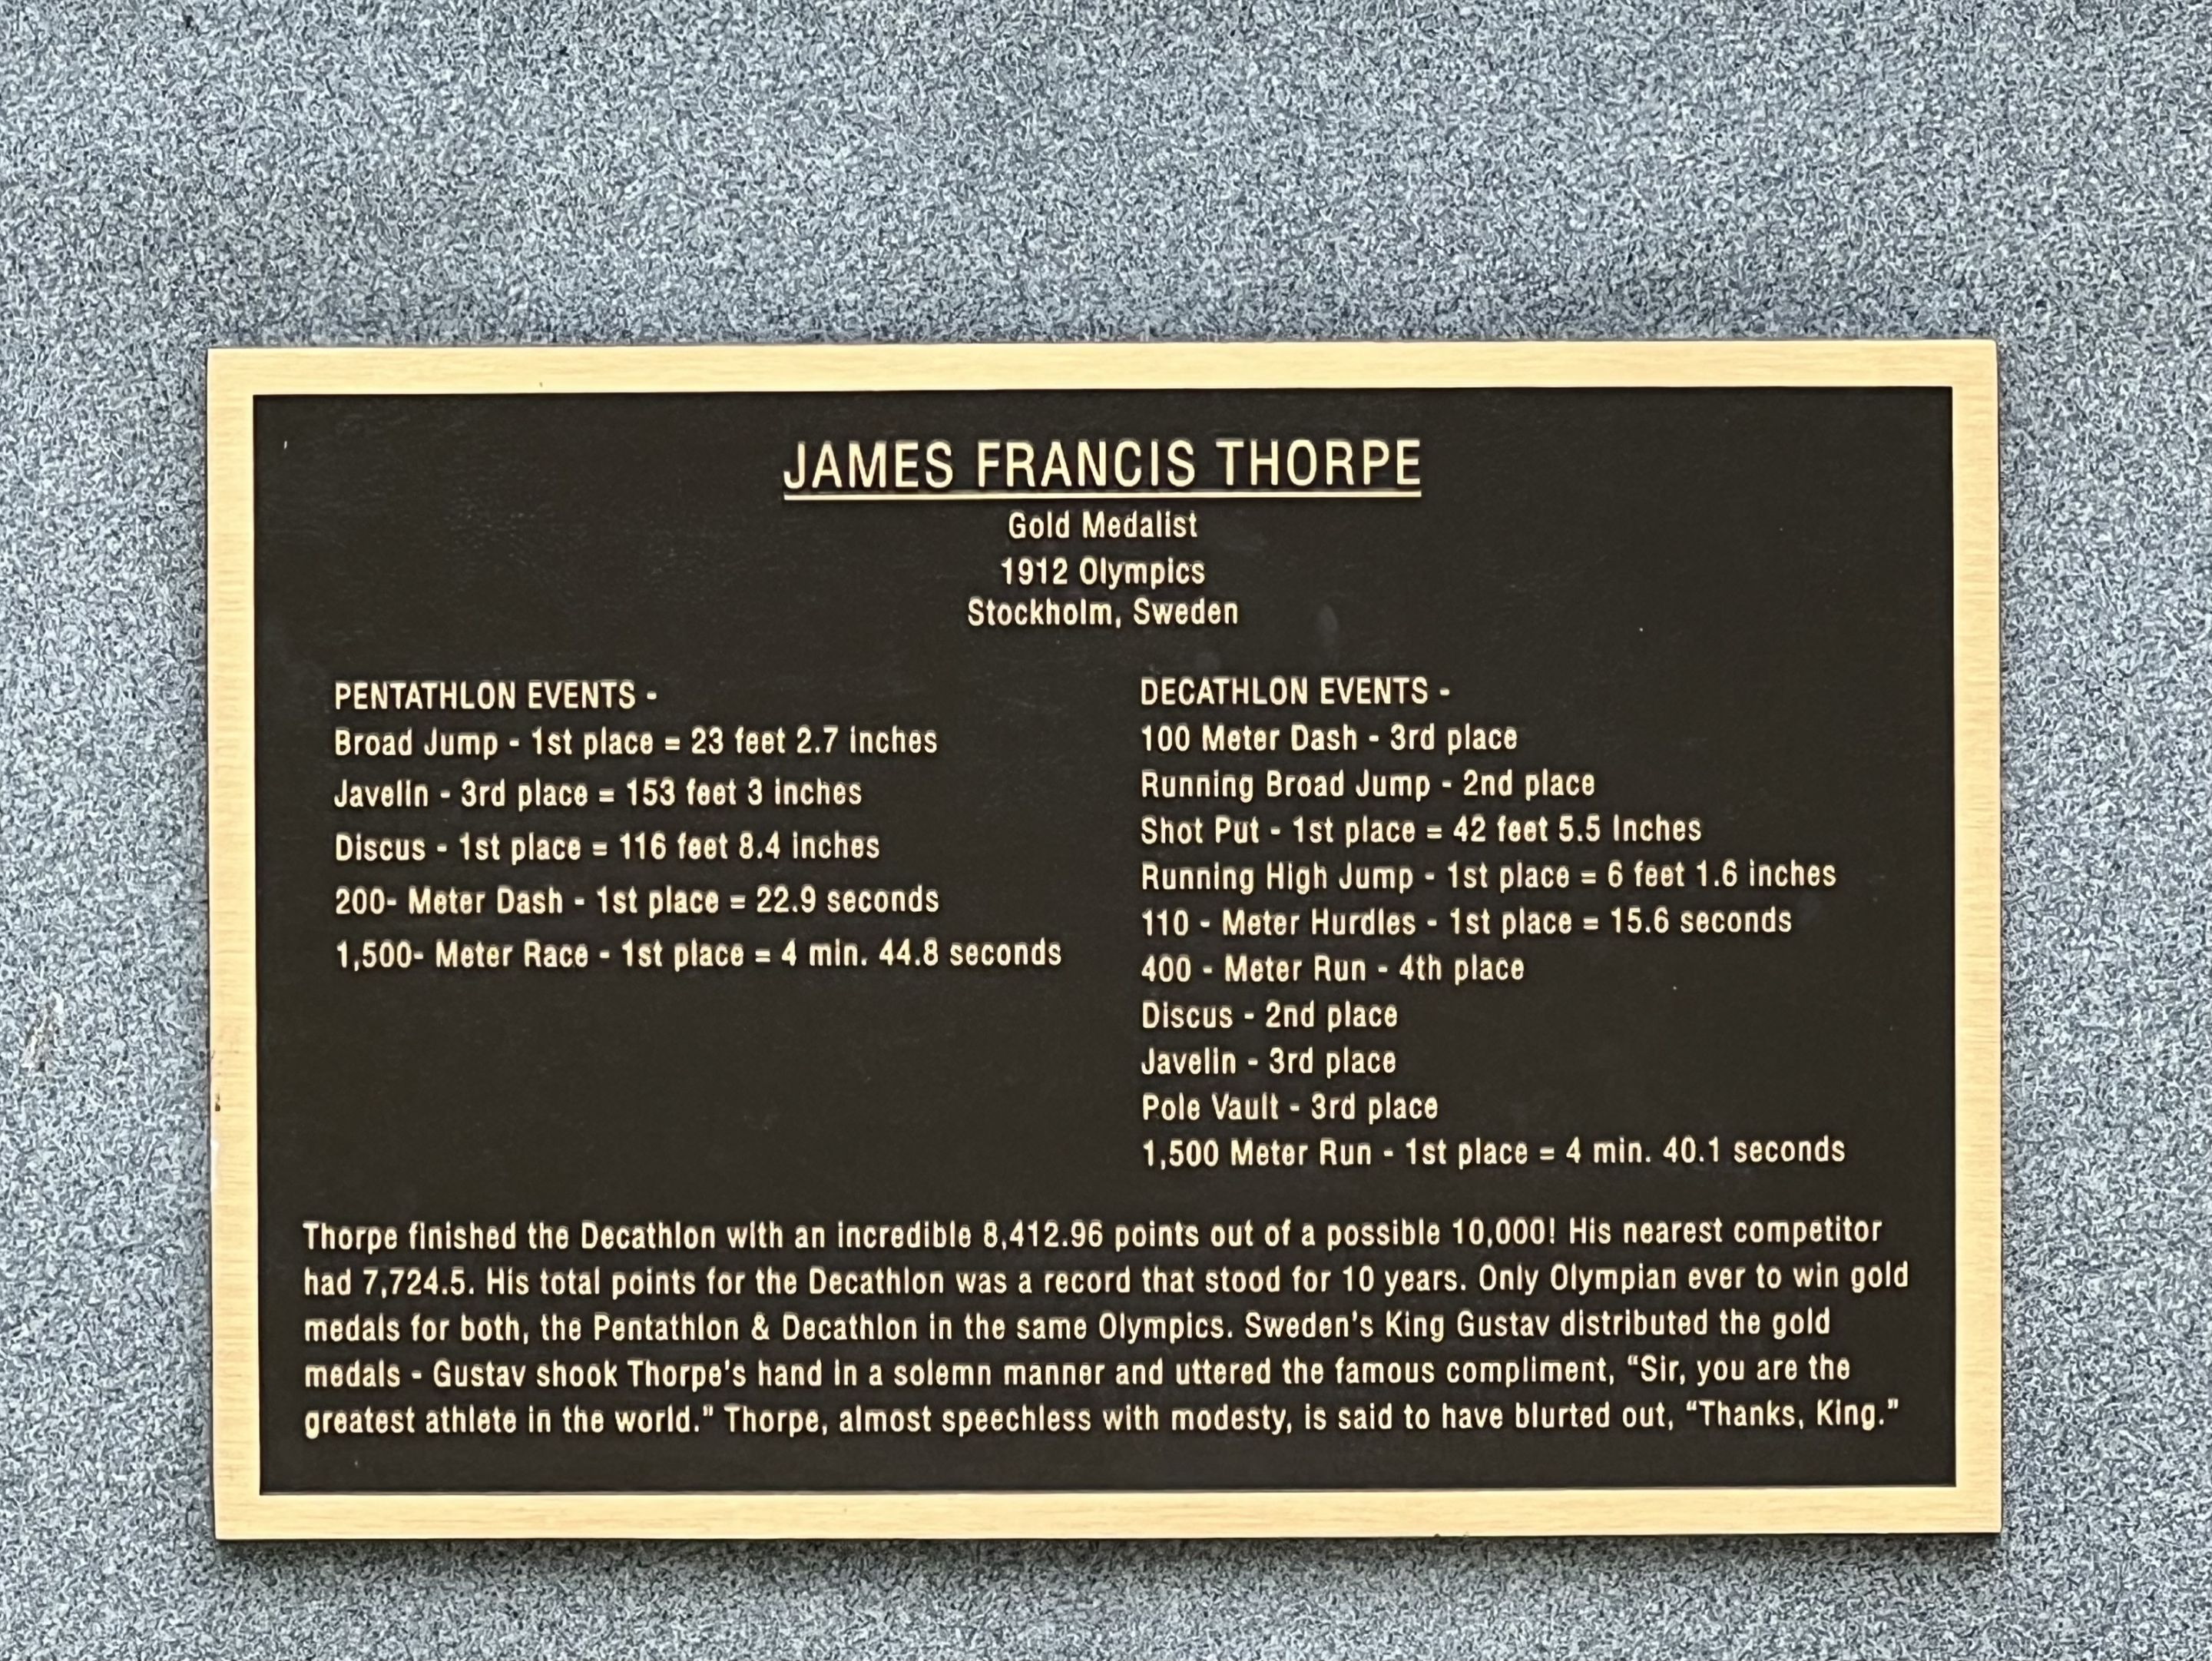 JAMES FRANCIS THORPE
Gold Medalist
1912 Olympics
Stockholm, Sweden
PENTATHLON EVENTS -
Broad Jump - 1st place = 23 feet 2.7 inches
Javelin - 3rd place = 153 feet 3 inches
Discus - 1st place = 116 feet 8.4 inches
200- Meter Dash - 1st place = 22.9 seconds
1,500- Meter Race - 1st place = 4 min. 44.8 seconds
DECATHLON EVENTS -
100 Meter Dash - 3rd place
Running Broad Jump - 2nd place
Shot Put - 1st place = 42 feet 5.5 Inches
Running High Jump - 1st place = 6 feet 1.6 inches
110 - Meter Hurdles - 1st place = 15.6 seconds
400 - Meter Run - 4th place
Discus - 2nd place
Javelin - 3rd place
Pole Vault - 3rd place
1,500 Meter Run - 1st place = 4 min. 40.1 seconds
Thorpe finished the Decathlon with an incredible 8,412.96 points out of a possible 10,000! His nearest competitor
had 7,724.5. His total points for the Decathlon was a record that stood for 10 years. Only Olympian ever to win gold
medals for both, the Pentathlon & Decathlon in the same Olympics. Sweden's King Gustav distributed the gold
medals - Gustav shook Thorpe's hand in a solemn manner and uttered the famous compliment, “Sir, you are the
greatest athlete in the world.” Thorpe, almost speechless with modesty, is said to have blurted out, “Thanks, King.”